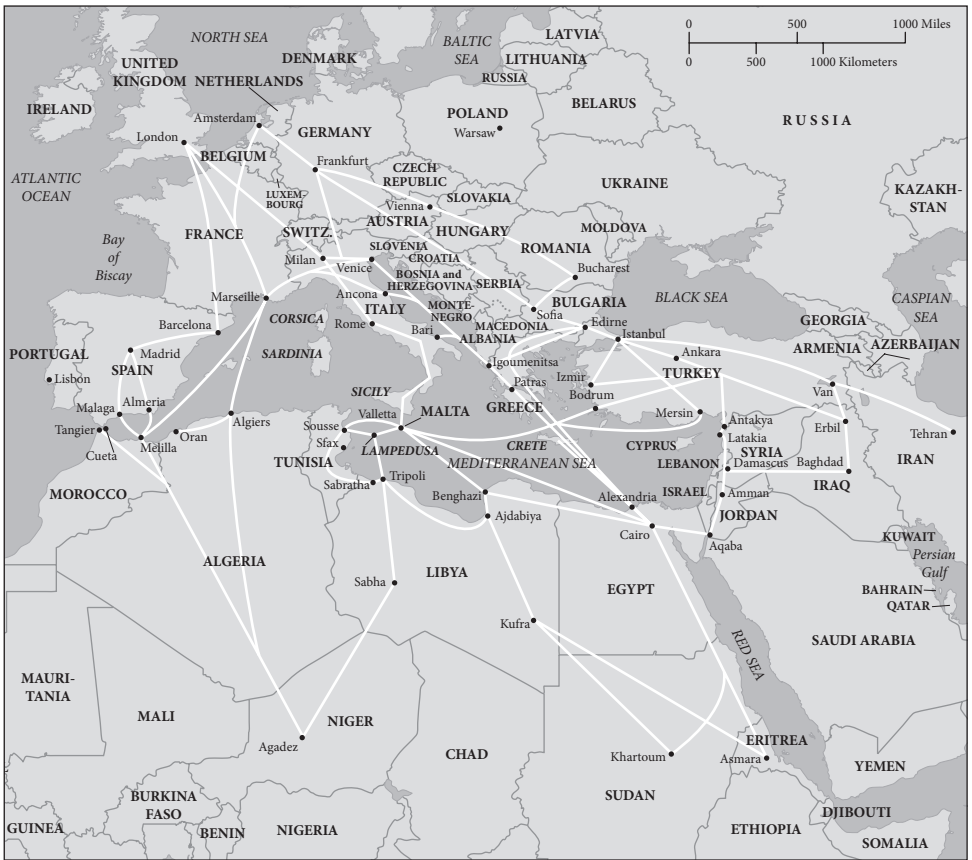 NORTH SEA
BALTIC
SEA
LATVIA
LITHUANIA
RUSSIA
DENMARK
UNITED
KINGDOM
NETHERLANDS
IRELAND
Amsterdam
London
BELGIUM
GERMANY
POLAND
Warsaw
BELARUS
RUSSIA
0
500
1000 Miles
0
500
1000 Kilometers
ATLANTIC
OCEAN
Frankfurt
CZECH
REPUBLIC
LUXEM-
BOURG
Vienna
SLOVAKIA
UKRAINE
KAZAKH-
STAN
Bay
of
Biscay
FRANCE
SWITZ.
AUSTRIA
HUNGARY
MOLDOVA
ROMANIA
SLOVENIA
CROATIA
Milan
Venice
BOSNIA and
HERZEGOVINA
SERBIA
Bucharest
Marseille
Ancona
ITALY
MONTE-
NEGRO
BULGARIA
Sofia
BLACK SEA
CASPIAN
SEA
CORSICA
Rome
Bari
MACEDONIA
ALBANIA
Edirne
Istanbul
GEORGIA
ARMENIA
AZERBAIJAN
Barcelona
PORTUGAL
Madrid
SPAIN
Lisbon
SARDINIA
Igoumenitsa
Ankara
TURKEY
Izmir
Patras
Bodrum
GREECE
Van
Malaga
Almeria
SICILY
Valletta
MALTA
Mersin
Antakya
Erbil
Tangier
Cueta
Melilla
Oran
Algiers
Sousse
Sfax
TUNISIA
LAMPEDUSA
CRETE
CYPRUS
Latakia
SYRIA
Tehran
MEDITERRANEAN SEA
LEBANON
Damascus
Baghdad
IRAN
IRAQ
MOROCCO
Sabratha
Tripoli
Benghazi
Alexandria
ISRAEL
Amman
Ajdabiya
JORDAN
Cairo
Aqaba
KUWAIT
Persian
Gulf
ALGERIA
Sabha
LIBYA
EGYPT
BAHRAIN
QATAR
Kufra
RED SEA
SAUDI ARABIA
MAURI-
TANIA
MALI
NIGER
Agadez
CHAD
Khartoum
ERITREA
Asmara
YEMEN
SUDAN
BURKINA
FASO
GUINEA
BENIN
NIGERIA
ETHIOPIA
DJIBOUTI
SOMALIA